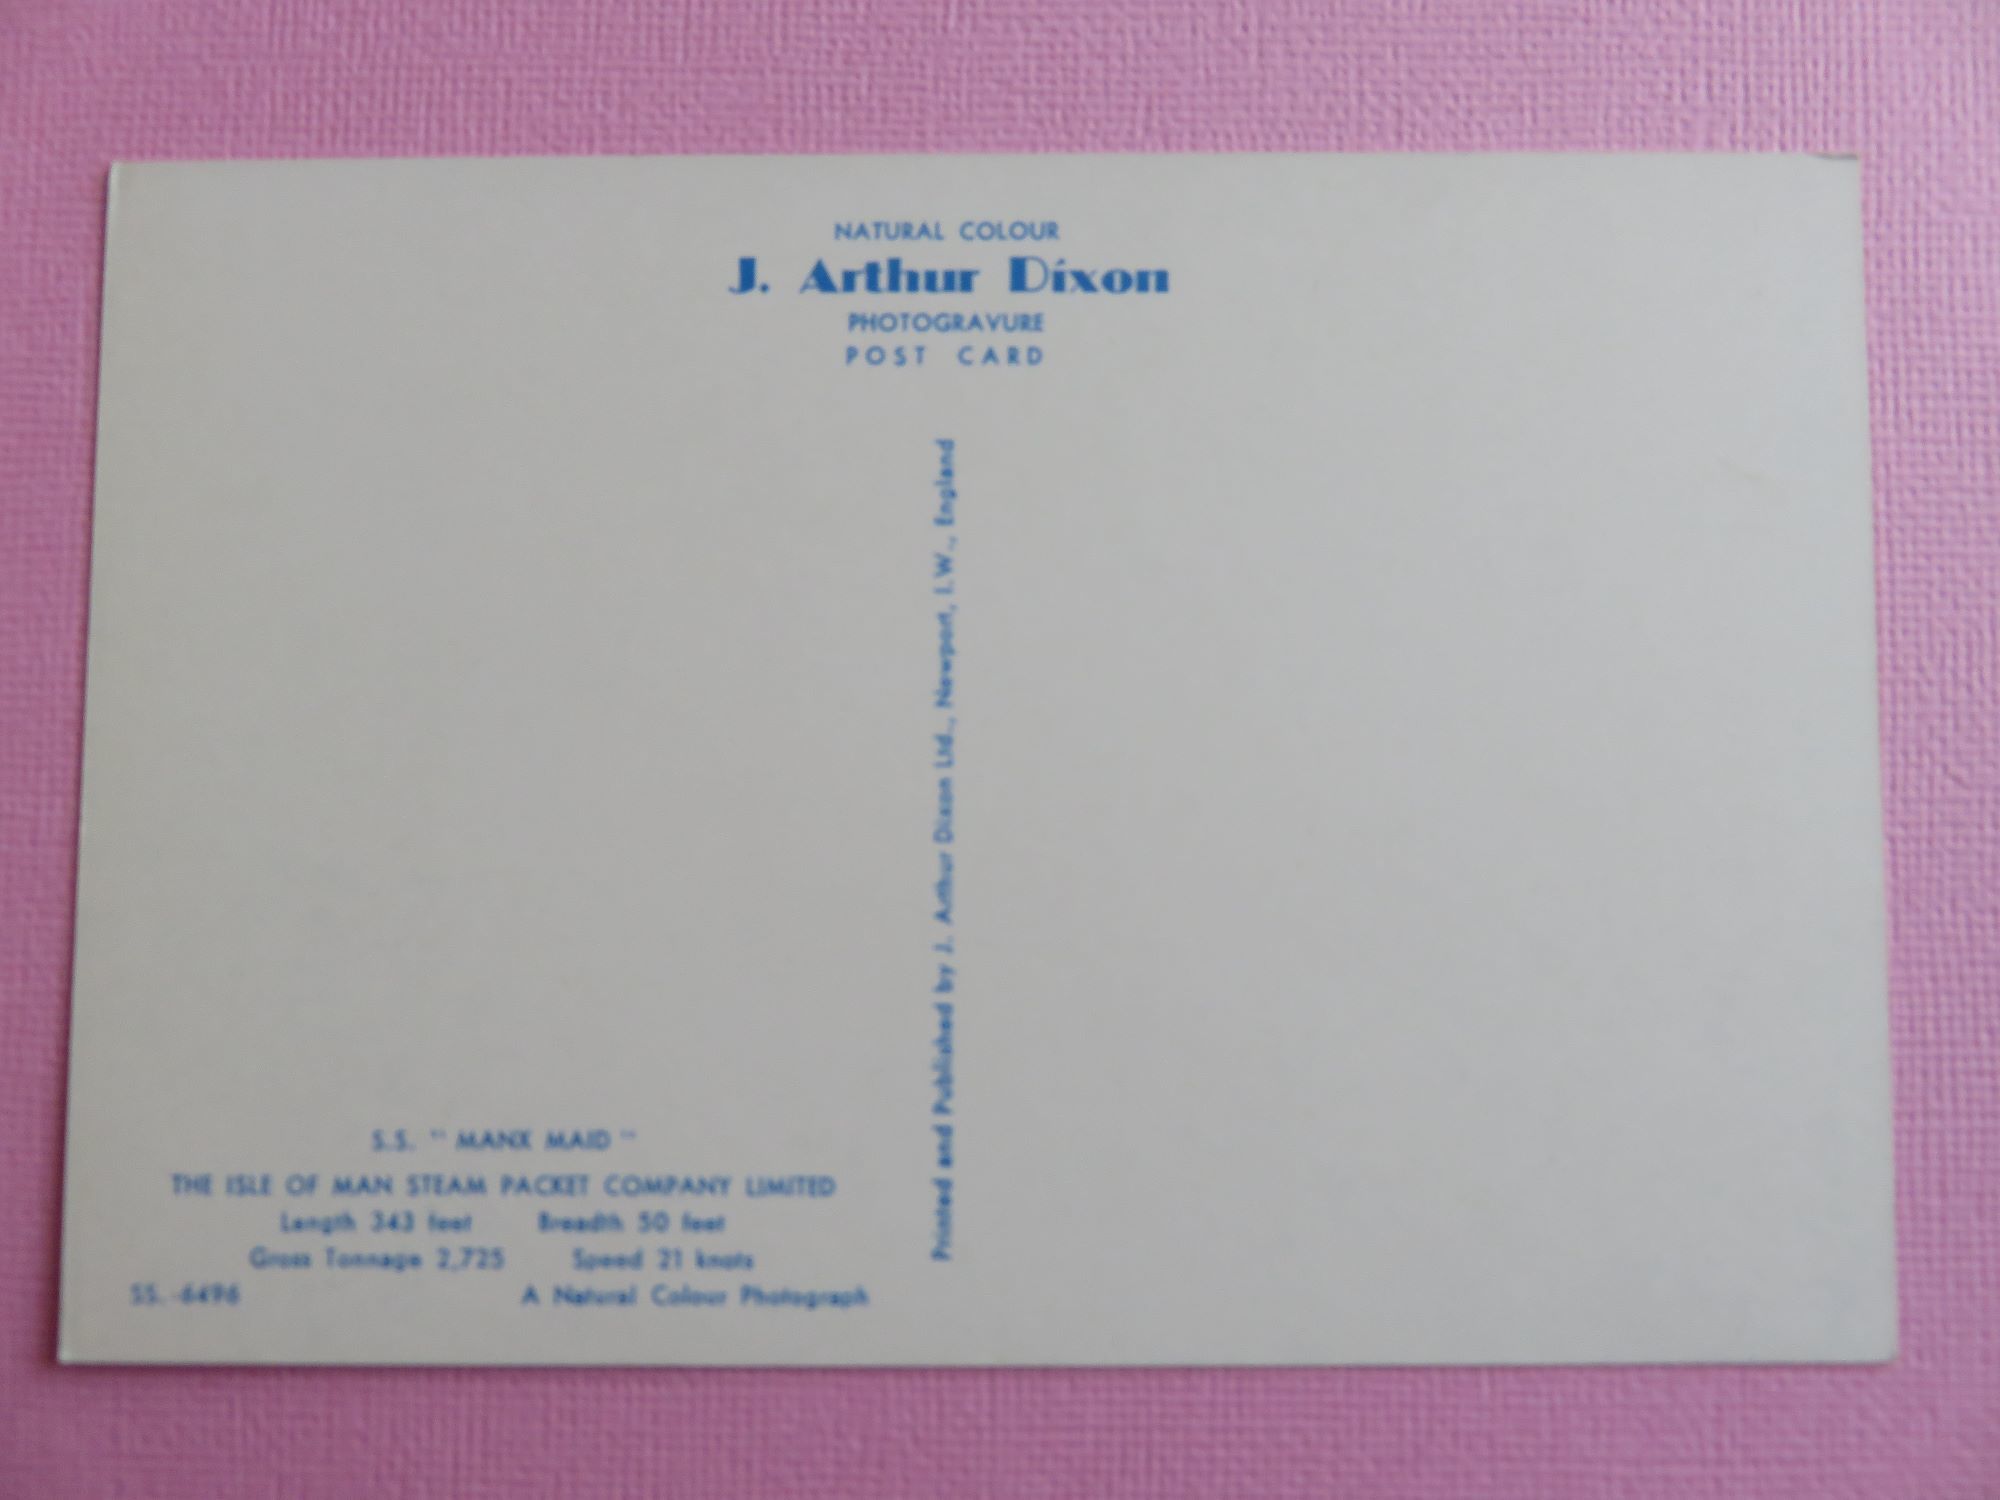 NATURAL COLOUR
J. Arthur Dixon
PHOTOGRAVURE
POST CARD
Printed and Published by J. Arthur Dixon Ltd., Newport, I.W., England
S.S. " MANX MAID "
THE ISLE OF MAN STEAM PACKET COMPANY LIMITED
Length 343 feet Breadth 50 feet
Gross Tonnage 2,725 Speed 21 knots
SS.-6496 A Natural Colour Photograph